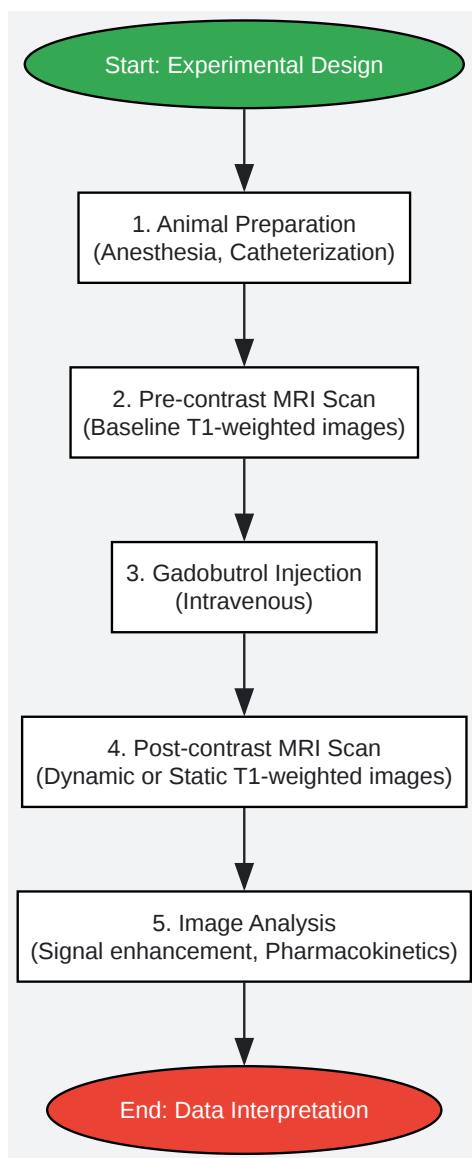 Start: Experimental Design
1. Animal Preparation
(Anesthesia, Catheterization)
2. Pre-contrast MRI Scan
(Baseline T1-weighted images)
3. Gadobutrol Injection
(Intravenous)
4. Post-contrast MRI Scan
(Dynamic or Static T1-weighted images)
5. Image Analysis
(Signal enhancement, Pharmacokinetics)
End: Data Interpretation